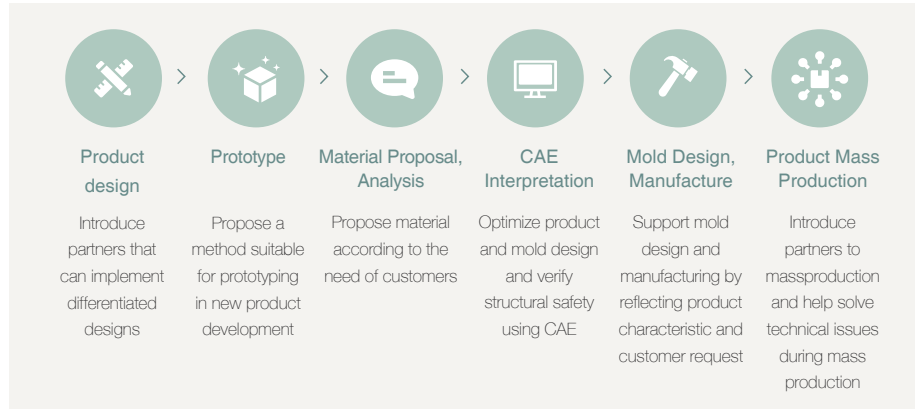 Product
design
Introduce
partners that
can implement
differentiated
designs
Prototype
Propose a
method suitable
for prototyping
in new product
development
Material Proposal,
Analysis
Propose material
according to the
need of customers
CAE
Interpretation
Optimize product
and mold design
and verify
structural safety
using CAE
Mold Design,
Manufacture
Support mold
design and
manufacturing by
reflecting product
characteristic and
customer request
Product Mass
Production
Introduce
partners to
massproduction
and help solve
technical issues
during mass
production